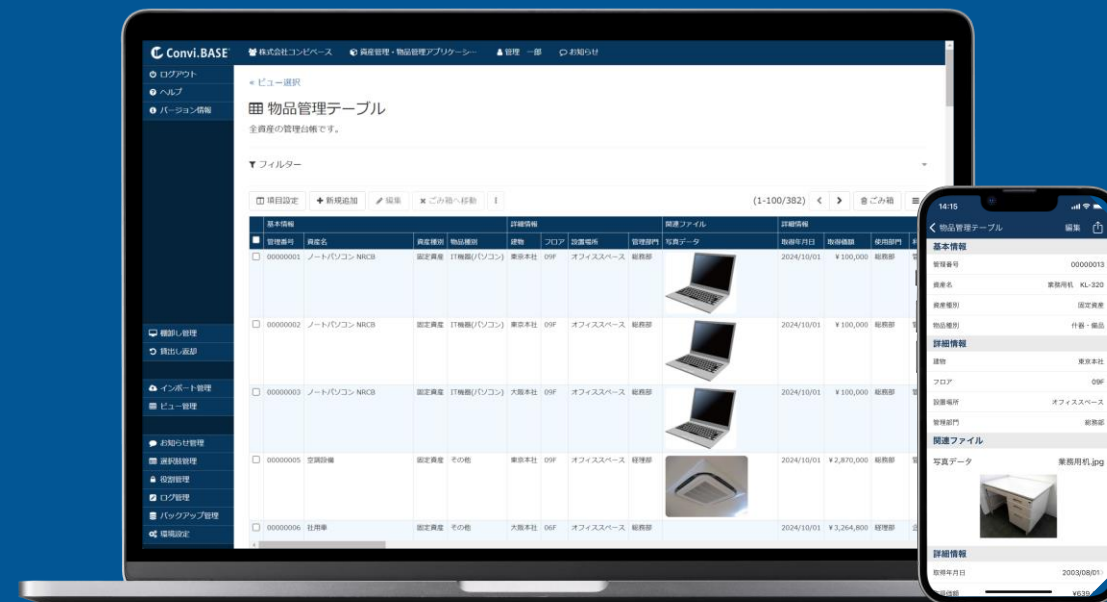 Convi.BASE
株式会社コンビベース 資産管理・物品管理アプリケーシー 管理 一郎 お知らせ
ログアウト
ヘルプ
バージョン情報
棚卸し管理
貸出し返却
インポート管理
ビュー管理
お知らせ管理
選択肢管理
役割管理
ログ管理
バックアップ管理
環境設定
« ビュー選択
物品管理テーブル
全資産の管理台帳です。
フィルター
項目設定 新規追加 編集 ごみ箱へ移動 (1-100/382) ごみ箱
基本情報 詳細情報 関連ファイル 詳細情報
管理番号 資産名 資産種別 物品種別 建物 フロア 設置場所 管理部門 写真データ 取得年月日 取得価額 使用部門
00000001 ノートパソコン NRCB 固定資産 IT機器(パソコン) 東京本社 09F オフィススペース 総務部 2024/10/01 ¥100,000 総務部
00000002 ノートパソコン NRCB 固定資産 IT機器(パソコン) 東京本社 09F オフィススペース 総務部 2024/10/01 ¥100,000 総務部
00000003 ノートパソコン NRCB 固定資産 IT機器(パソコン) 大阪本社 09F オフィススペース 総務部 2024/10/01 ¥100,000 総務部
00000005 空調設備 固定資産 その他 東京本社 09F オフィススペース 経理部 2024/10/01 ¥2,870,000 総務部
00000006 社用車 固定資産 その他 大阪本社 06F オフィススペース 総務部 2024/10/01 ¥3,264,800 経理部
14:15
物品管理テーブル 編集
基本情報
管理番号 00000013
資産名 業務用机 KL-320
資産種別 固定資産
物品種別 什器・備品
詳細情報
建物 東京本社
フロア 09F
設置場所 オフィススペース
管理部門 総務部
関連ファイル
写真データ 業務用机.jpg
詳細情報
取得年月日 2003/08/01